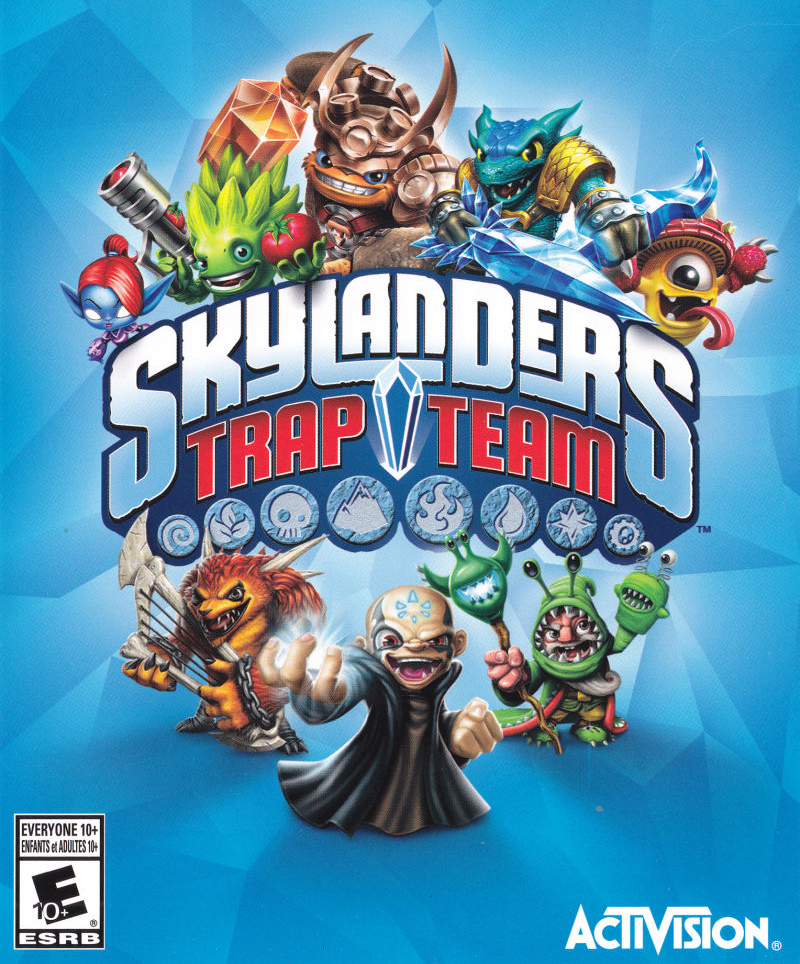 SKYLANDERS
TRAP TEAM
TM
EVERYONE 10+
ENFANTS et ADULTES 10+
E
10+
®
ESRB
ACTIVISION®